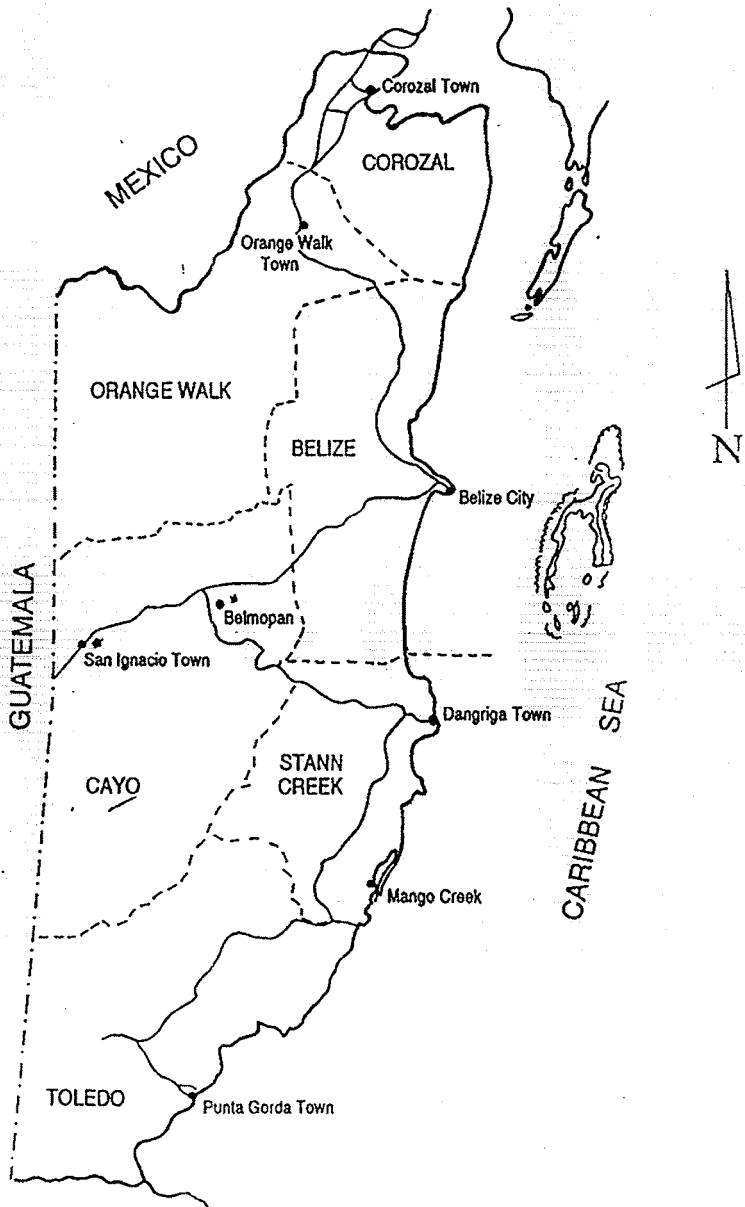 Corozal Town
MEXICO
COROZAL
Orange Walk
Town
ORANGE WALK
BELIZE
N
Belize City
GUATEMALA
Belmopan
San Ignacio Town
CARIBBEAN SEA
Dangriga Town
STANN
CREEK
CAYO
Mango Creek
TOLEDO
Punta Gorda Town